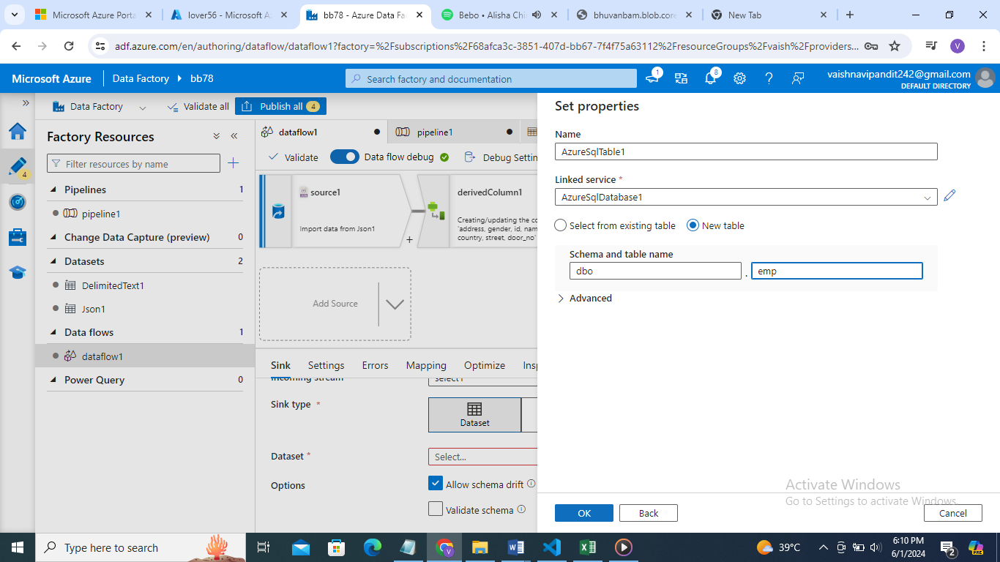 Microsoft Azure Porta
lover56 - Microsoft A
bb78 - Azure Data Fa
Bebo • Alisha Chi
bhuvanbam.blob.core
New Tab
adf.azure.com/en/authoring/dataflow/dataflow1?factory=%2Fsubscriptions%2F68afca3c-3851-407d-bb67-7f4f75a63112%2FresourceGroups%2Fvaish%2Fproviders...
V
Microsoft Azure
Data Factory
bb78
Search factory and documentation
1
8
vaishnavipandit242@gmail.com
DEFAULT DIRECTORY
Data Factory
Validate all
Publish all 4
Factory Resources
Filter resources by name
4
Pipelines 1
pipeline1
Change Data Capture (preview) 0
Datasets 2
DelimitedText1
Json1
Data flows 1
dataflow1
Power Query 0
dataflow1
pipeline1
Validate
Data flow debug
Debug Settin
source1
Import data from Json1
derivedColumn1
Creating/updating the co
'address, gender, id, nam
country, street, door_no'
Add Source
Sink
Settings
Errors
Mapping
Optimize
Insp
Incoming stream
select1
Sink type *
Dataset
Dataset *
Select...
Options
Allow schema drift
Validate schema
Set properties
Name
AzureSqlTable1
Linked service *
AzureSqlDatabase1
Select from existing table
New table
Schema and table name
dbo . emp
Advanced
Activate Windows
Go to Settings to activate Windows.
OK
Back
Cancel
Type here to search
39°C
6:10 PM
6/1/2024
2
PRE